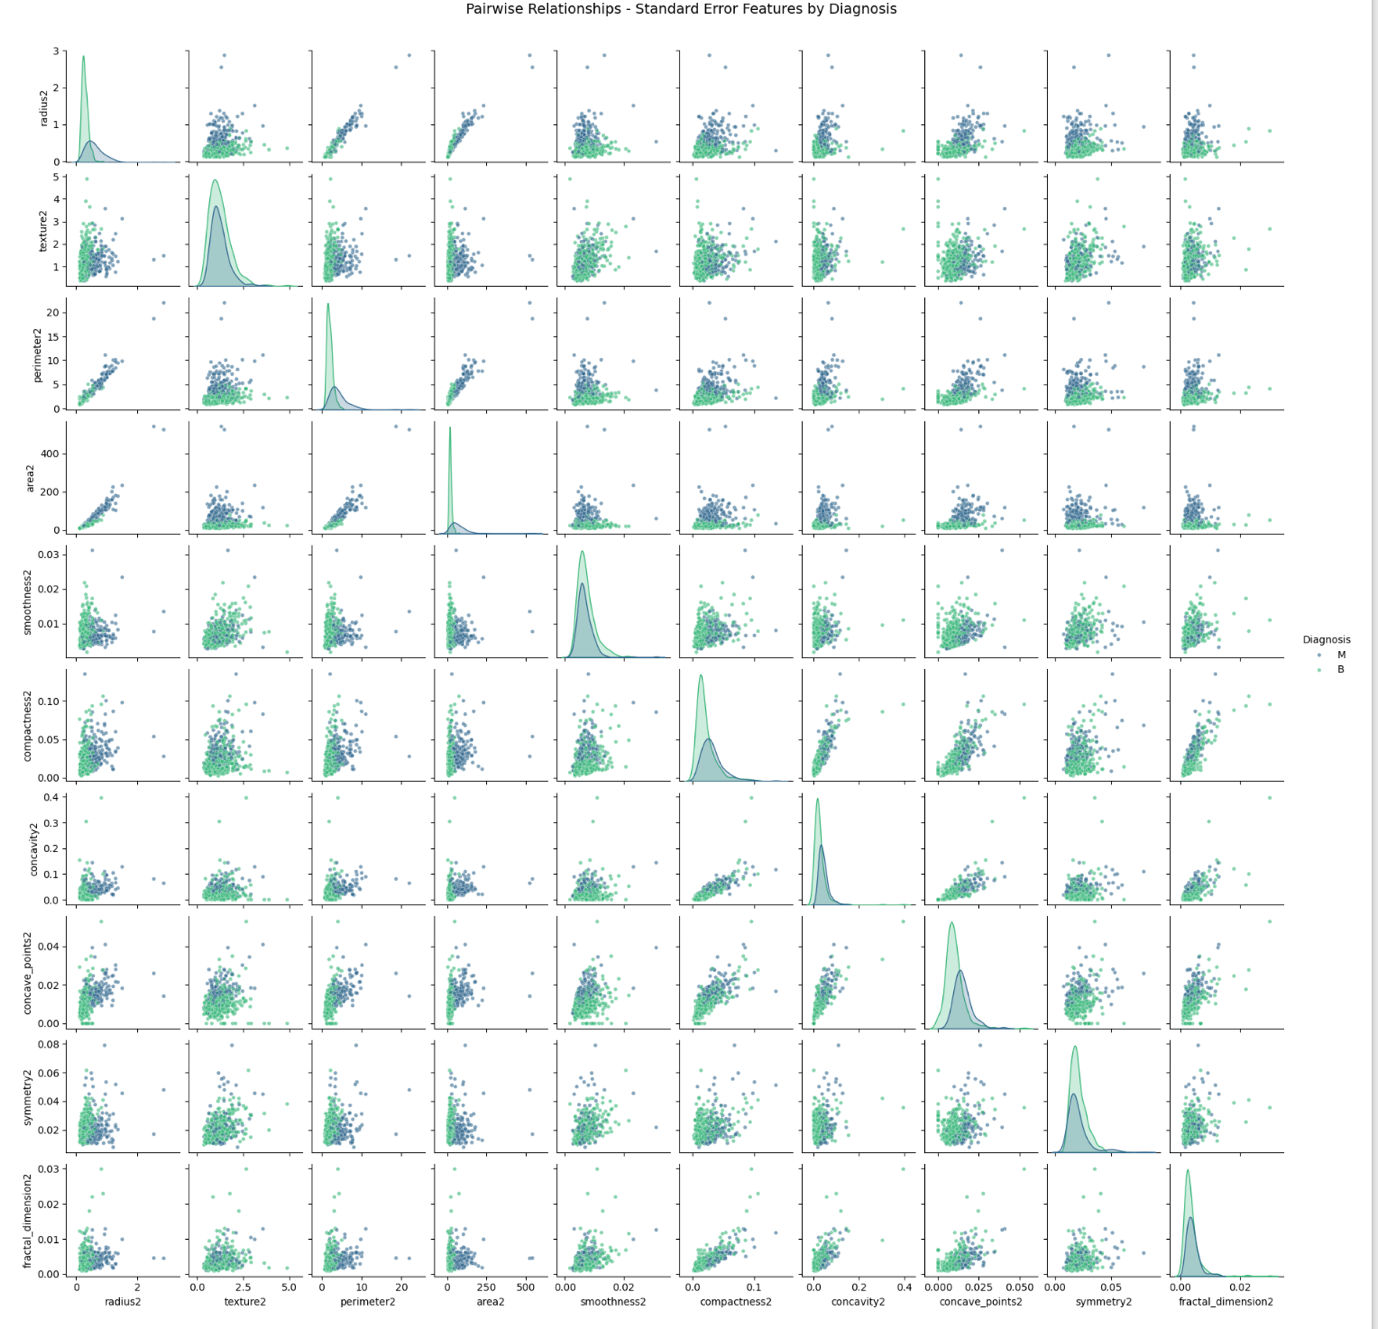 Pairwise Relationships - Standard Error Features by Diagnosis
radius2
3
2
1
0
texture2
5
4
3
2
1
perimeter2
20
15
10
5
0
area2
400
200
0
smoothness2
0.03
0.02
0.01
Diagnosis
M
B
compactness2
0.10
0.05
0.00
concavity2
0.4
0.3
0.2
0.1
0.0
concave_points2
0.04
0.02
0.00
symmetry2
0.08
0.06
0.04
0.02
fractal_dimension2
0.03
0.02
0.01
0.00
0 2 0.0 2.5 5.0 0 10 20 0 250 500 0.00 0.02 0.0 0.1 0.0 0.2 0.4 0.000 0.025 0.050 0.00 0.05 0.00 0.02
radius2 texture2 perimeter2 area2 smoothness2 compactness2 concavity2 concave_points2 symmetry2 fractal_dimension2